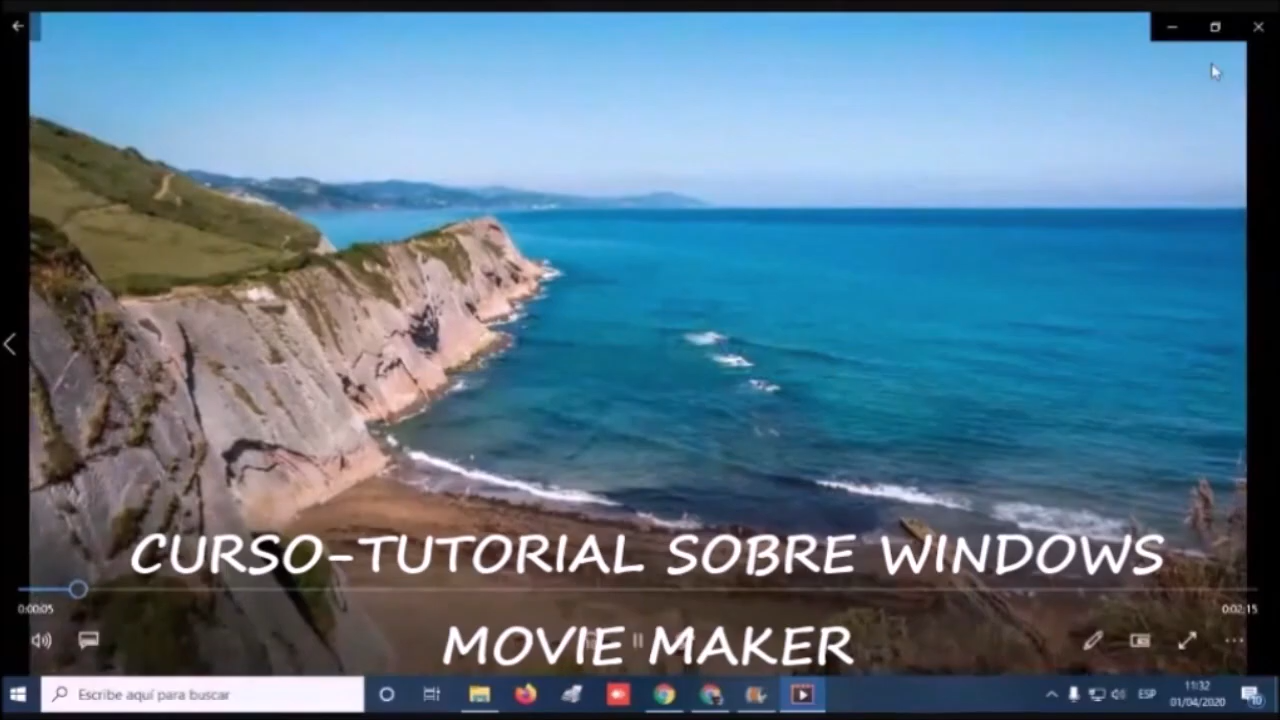 CURSO-TUTORIAL SOBRE WINDOWS
0:00:05
0:02:15
MOVIE MAKER
Escribe aquí para buscar
ESP
11:32
01/04/2020
10